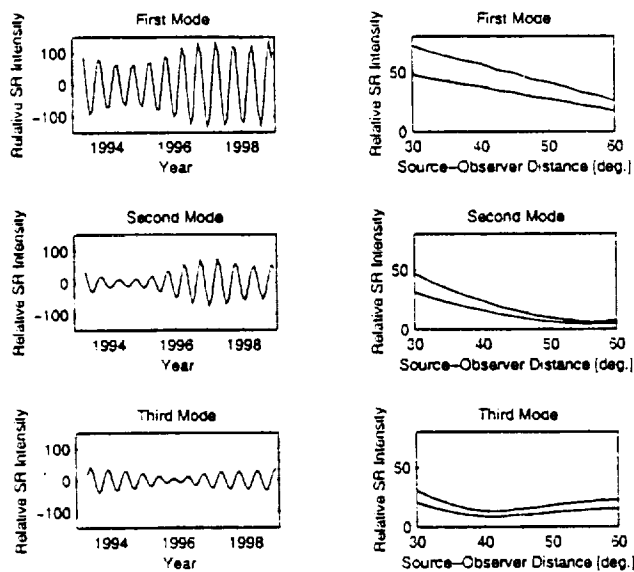 First Mode
Relative SR Intensity
100
0
−100
1994 1996 1998
Year
First Mode
Relative SR Intensity
50
0
30 40 50 60
Source−Observer Distance [deg.]
Second Mode
Relative SR Intensity
100
0
−100
1994 1996 1998
Year
Second Mode
Relative SR Intensity
50
0
30 40 50 60
Source−Observer Distance [deg.]
Third Mode
Relative SR Intensity
100
0
−100
1994 1996 1998
Year
Third Mode
Relative SR Intensity
50
0
30 40 50 60
Source−Observer Distance [deg.]